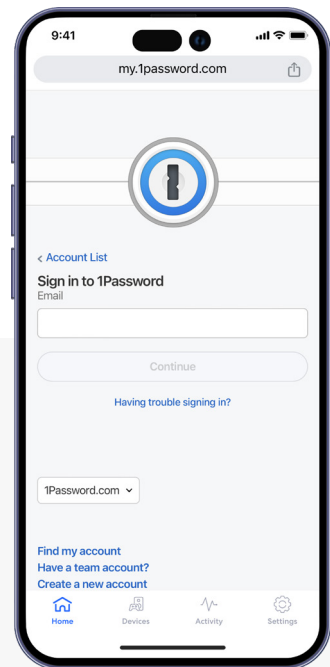 9:41
my.1password.com
Account List
Sign in to 1Password
Email
Continue
Having trouble signing in?
1Password.com
Find my account
Have a team account?
Create a new account
Home Devices Activity Settings